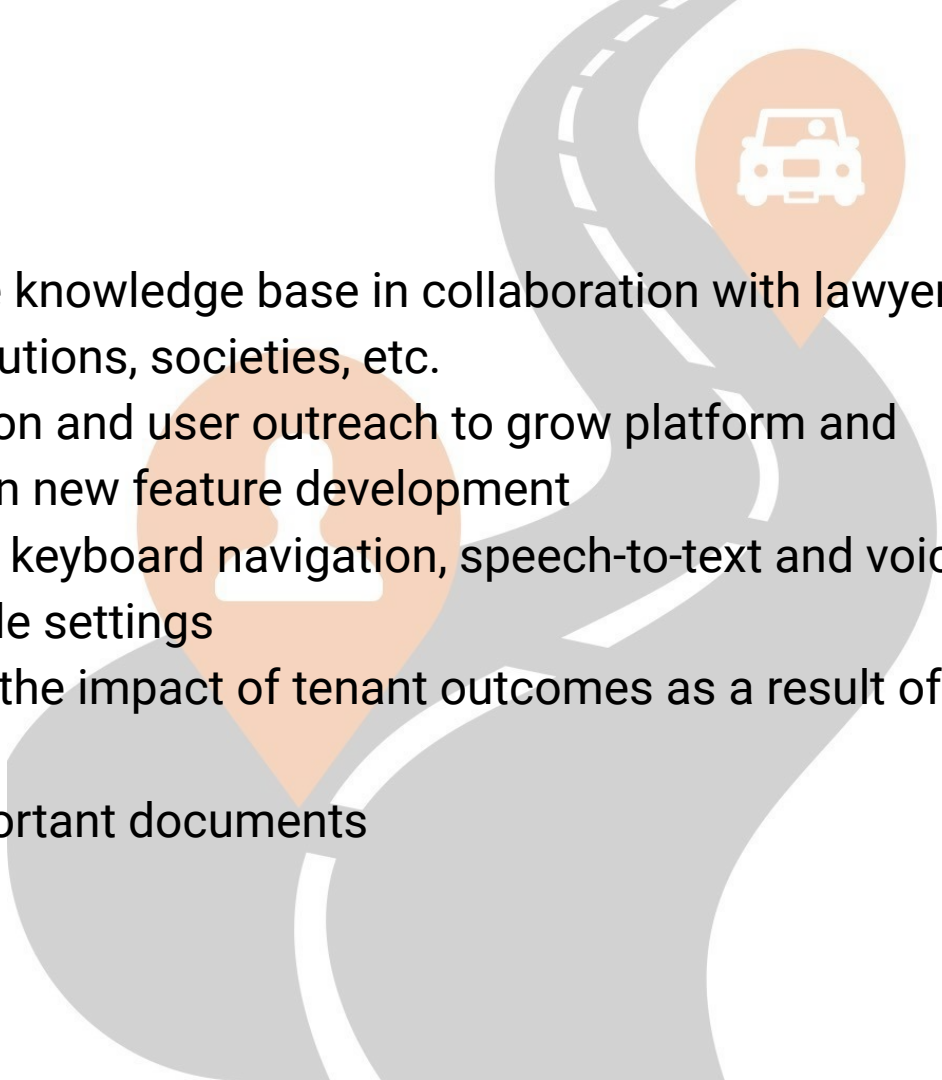 knowledge base in collaboration with lawyer
utions, societies, etc.
on and user outreach to grow platform and
n new feature development
keyboard navigation, speech-to-text and voic
le settings
the impact of tenant outcomes as a result of
ortant documents